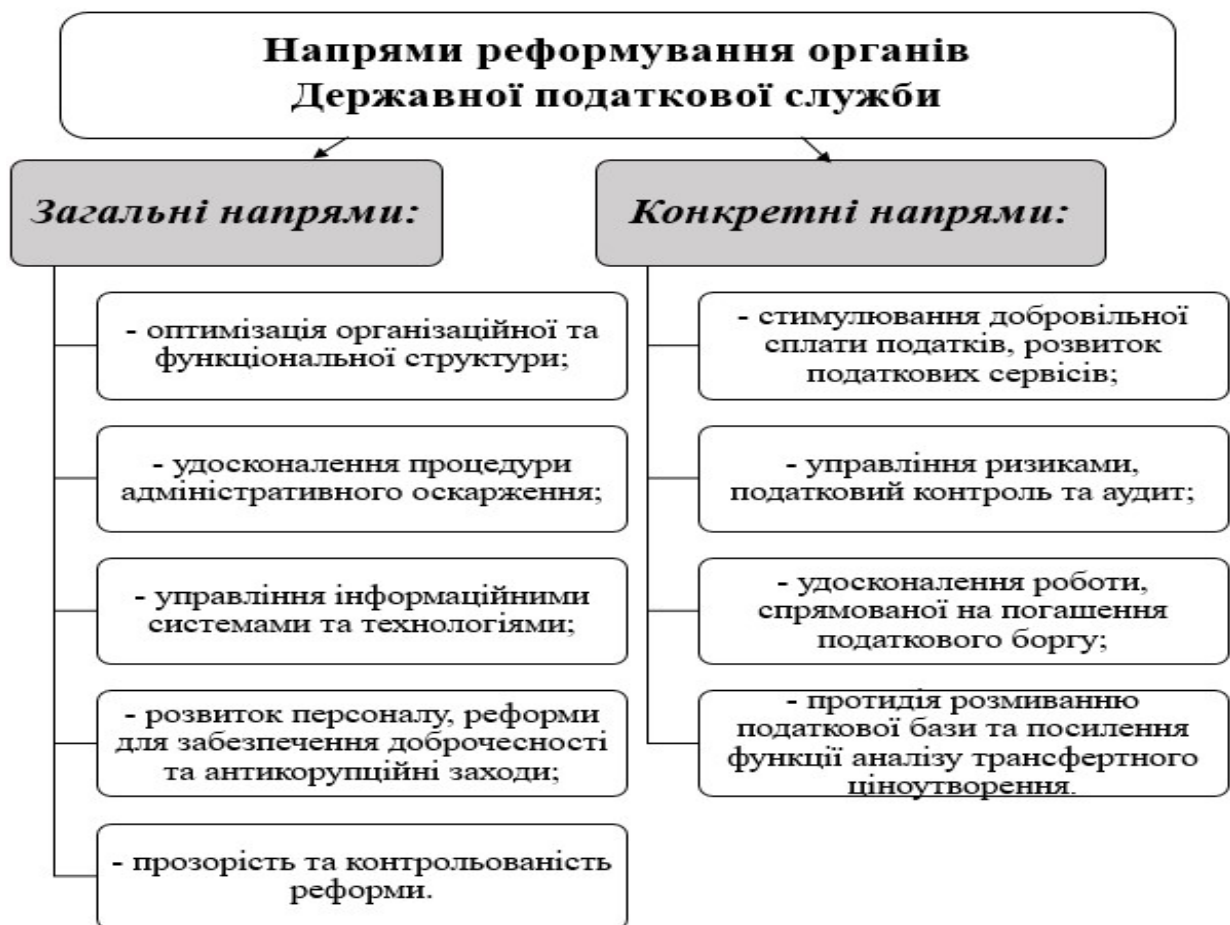 Напрями реформування органів
Державної податкової служби
Загальні напрями:
- оптимізація організаційної та
функціональної структури;
- удосконалення процедури
адміністративного оскарження;
- управління інформаційними
системами та технологіями;
- розвиток персоналу, реформи
для забезпечення доброчесності
та антикорупційні заходи;
- прозорість та контрольованість
реформи.
Конкретні напрями:
- стимулювання добровільної
сплати податків, розвиток
податкових сервісів;
- управління ризиками,
податковий контроль та аудит;
- удосконалення роботи,
спрямованої на погашення
податкового боргу;
- протидія розмиванню
податкової бази та посилення
функції аналізу трансфертного
ціноутворення.